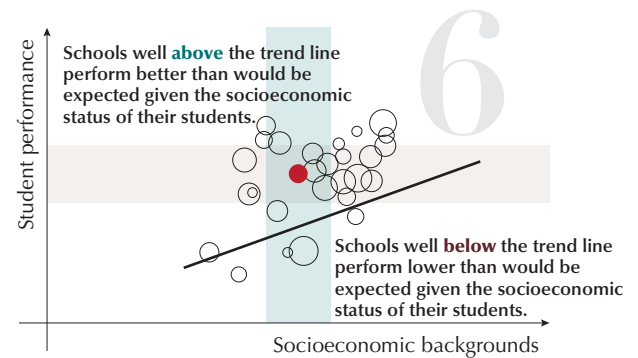 6
Schools well above the trend line
perform better than would be
expected given the socioeconomic
status of their students.
Student performance
Schools well below the trend line
perform lower than would be
expected given the socioeconomic
status of their students.
Socioeconomic backgrounds